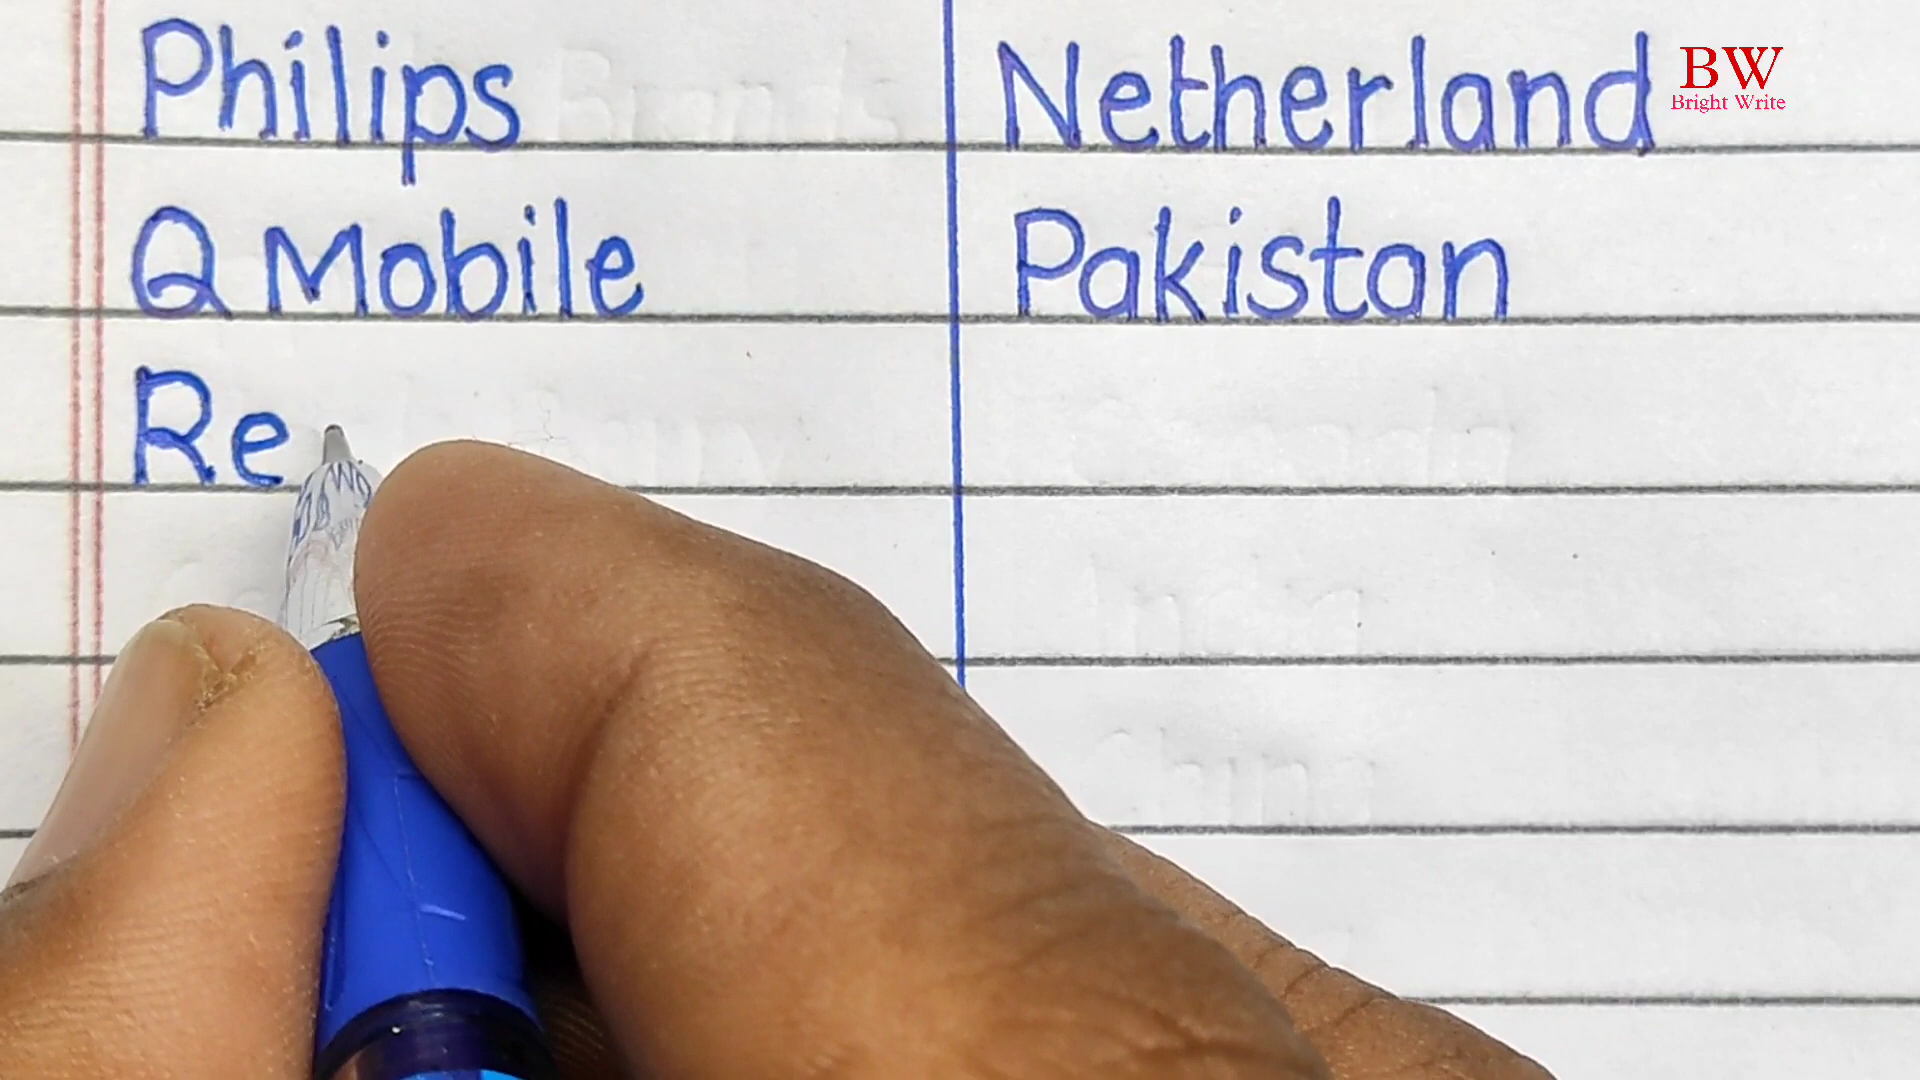 Philips Netherland
BW
Bright Write
Q Mobile Pakistan
Re